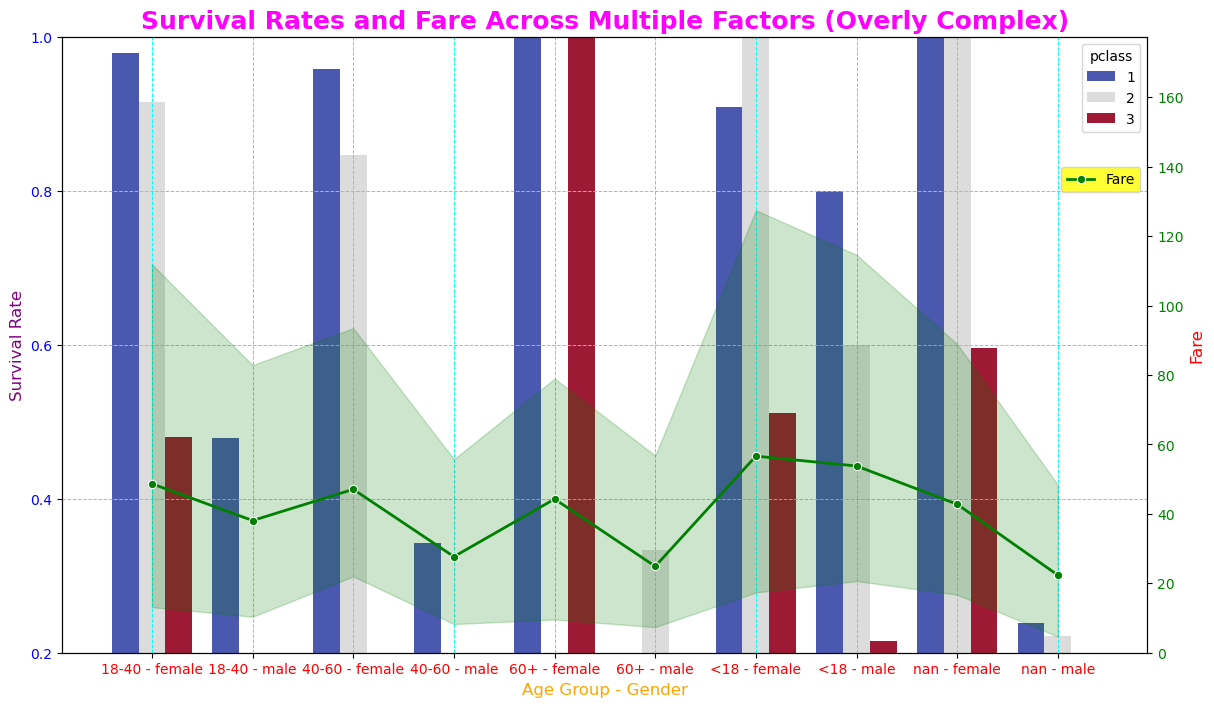 Survival Rates and Fare Across Multiple Factors (Overly Complex)
pclass
1
2
3
Fare
1.0
0.8
0.6
0.4
0.2
Survival Rate
160
140
120
100
80
60
40
20
0
Fare
18-40 - female 18-40 - male 40-60 - female 40-60 - male 60+ - female 60+ - male <18 - female <18 - male nan - female nan - male
Age Group - Gender